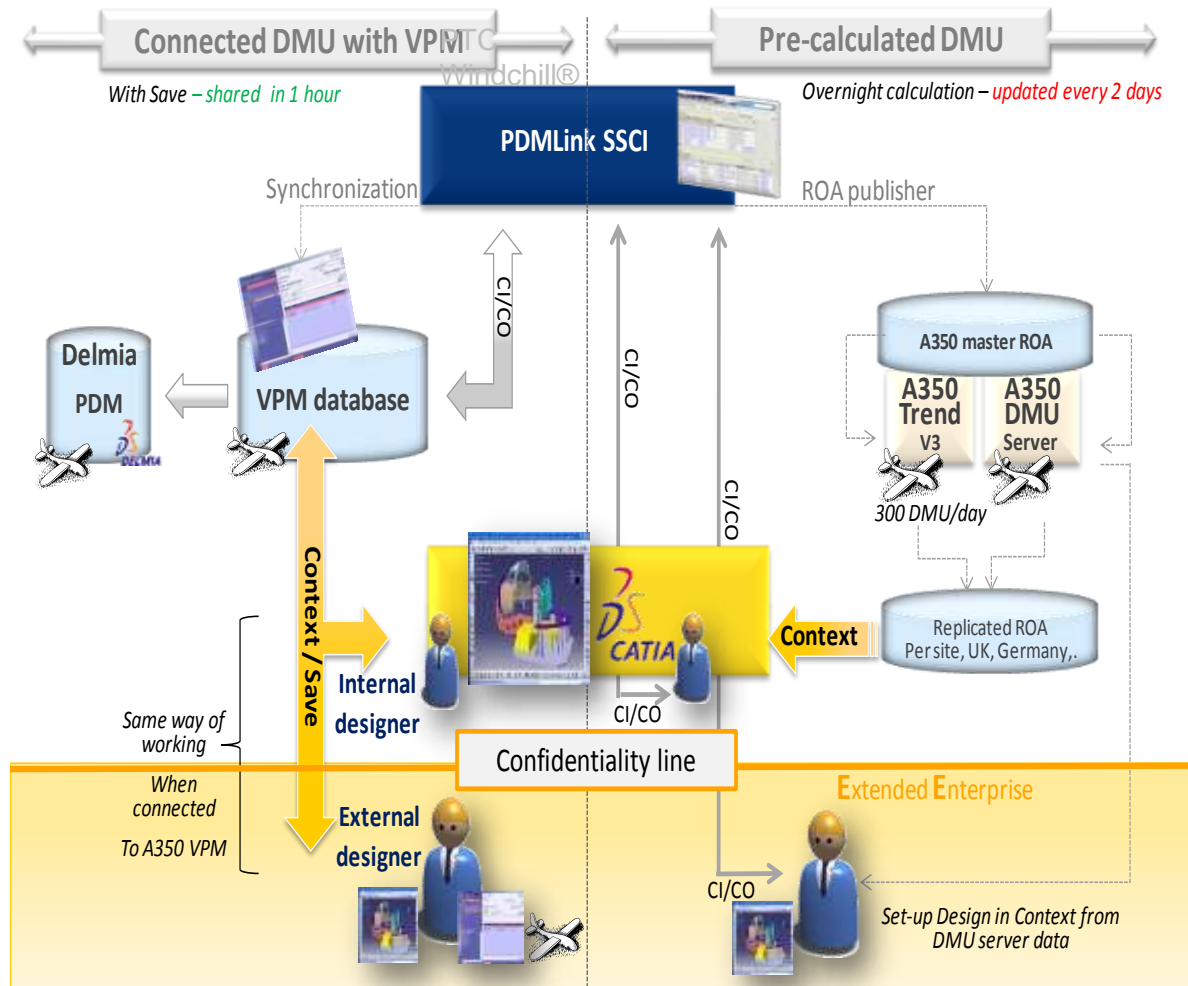 Connected DMU with VPM
PTC
Windchill®
Pre-calculated DMU
With Save – shared in 1 hour
Overnight calculation – updated every 2 days
PDMLink SSCI
Synchronization
ROA publisher
CI/CO
CI/CO
CI/CO
Delmia
PDM
DELMIA
VPM database
A350 master ROA
A350
Trend
V3
A350
DMU
Server
300 DMU/day
Context / Save
CATIA
Context
Replicated ROA
Per site, UK, Germany,.
Internal
designer
CI/CO
Same way of
working
When
connected
To A350 VPM
Confidentiality line
Extended Enterprise
External
designer
CI/CO
Set-up Design in Context from
DMU server data